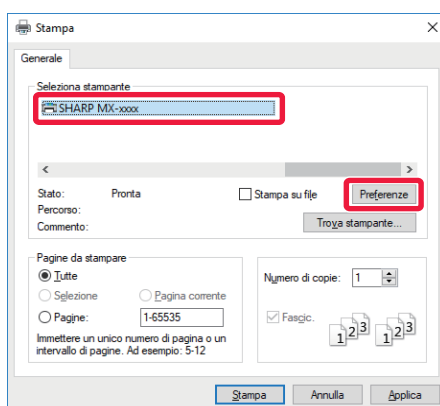 Stampa
Generale
Seleziona stampante
SHARP MX-xxxx
Stato: Pronta
Stampa su file
Preferenze
Percorso:
Commento:
Trova stampante...
Pagine da stampare
Tutte
Selezione
Pagina corrente
Pagine: 1-65535
Immettere un unico numero di pagina o un
intervallo di pagine. Ad esempio: 5-12
Numero di copie: 1
Fascic.
1 2 3 1 2 3
Stampa
Annulla
Applica